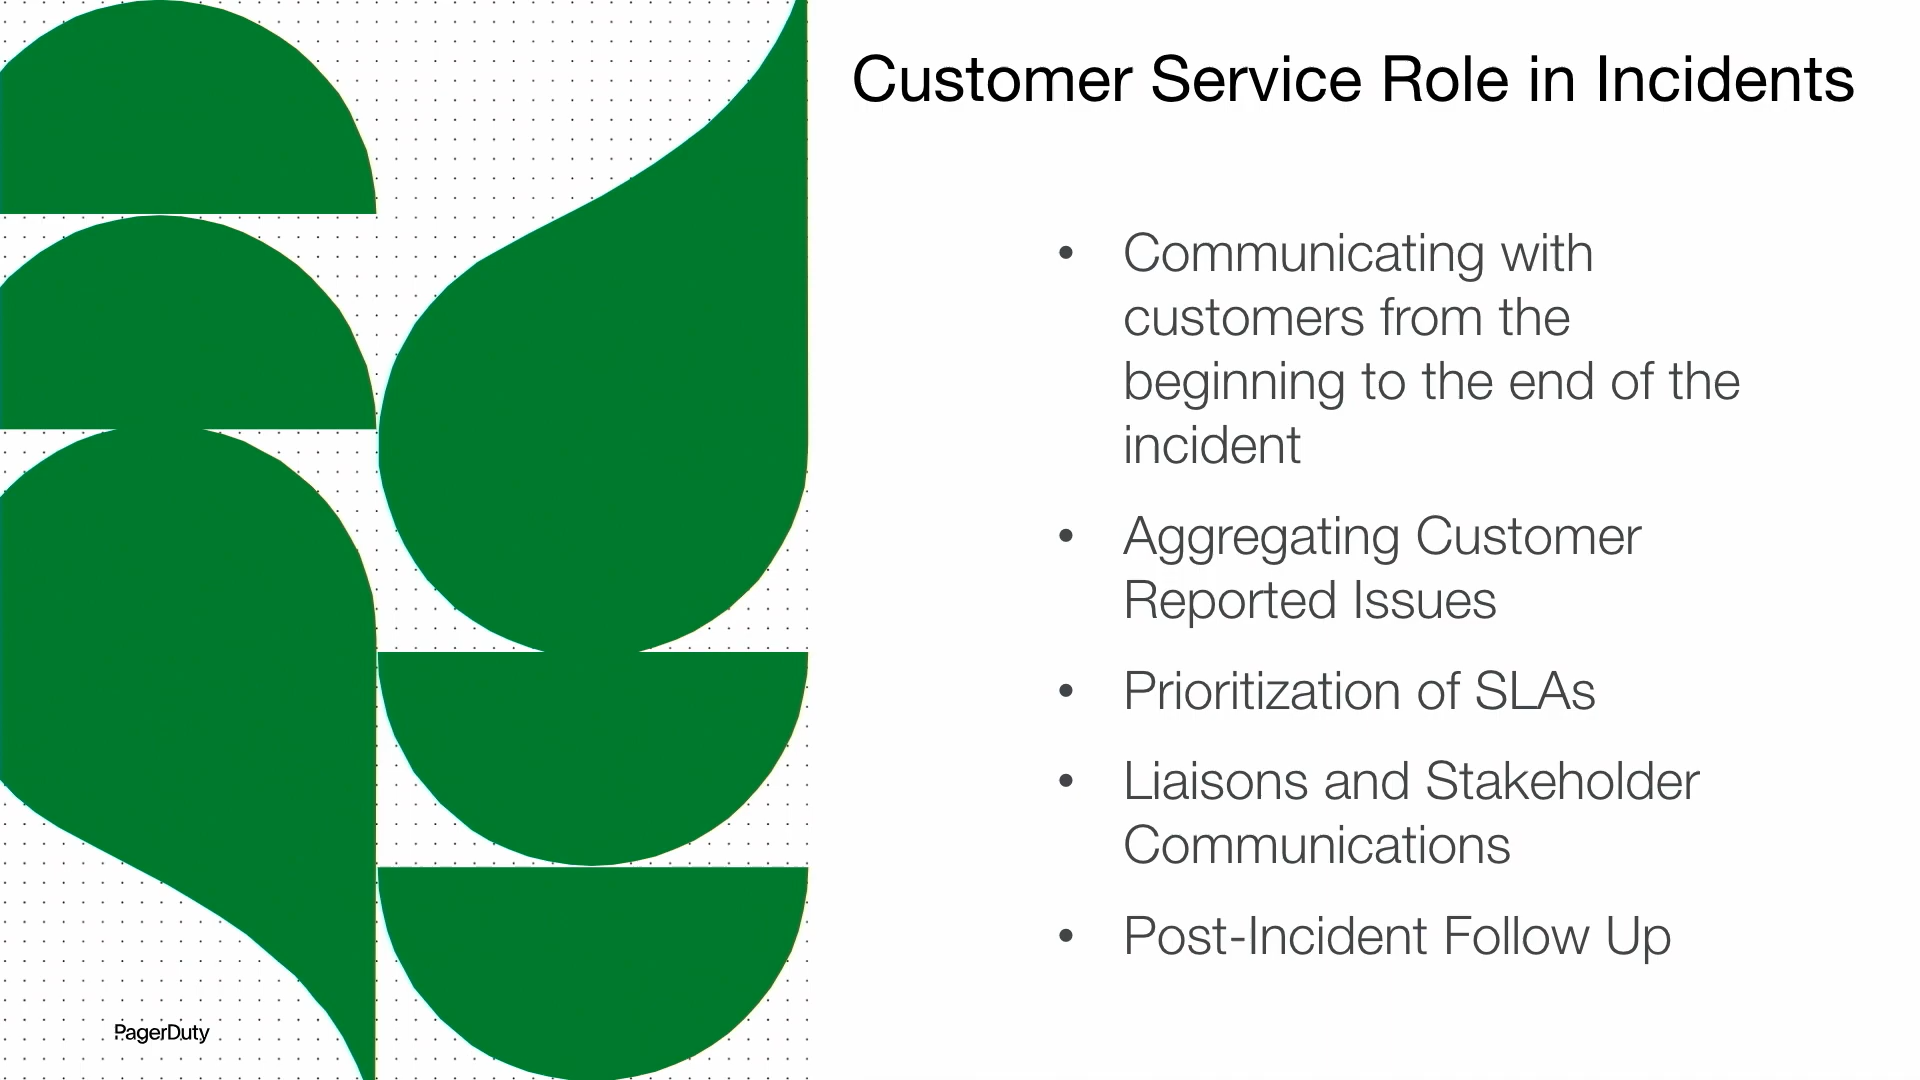 Customer Service Role in Incidents
• Communicating with
customers from the
beginning to the end of the
incident
• Aggregating Customer
Reported Issues
• Prioritization of SLAs
• Liaisons and Stakeholder
Communications
• Post-Incident Follow Up
PagerDuty